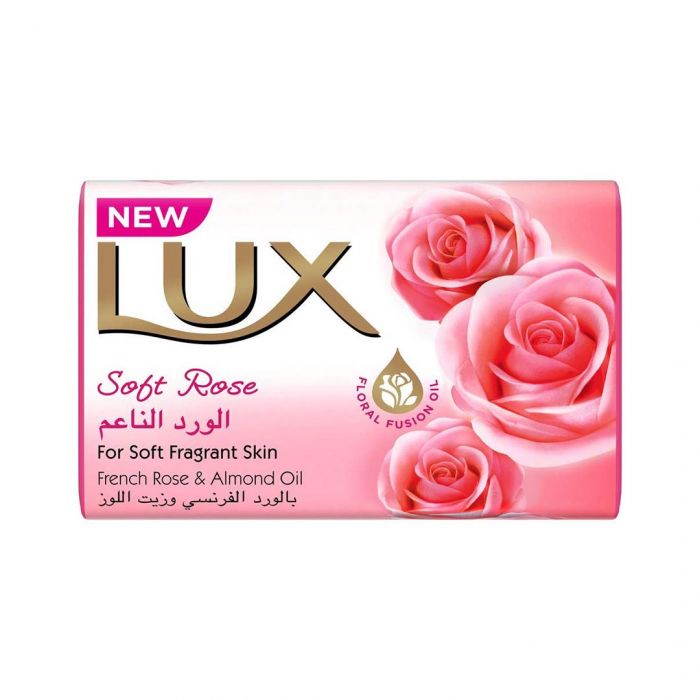 NEW
LUX
Soft Rose
الورد الناعم
For Soft Fragrant Skin
French Rose & Almond Oil
بالورد الفرنسي وزيت اللوز
FLORAL FUSION OIL